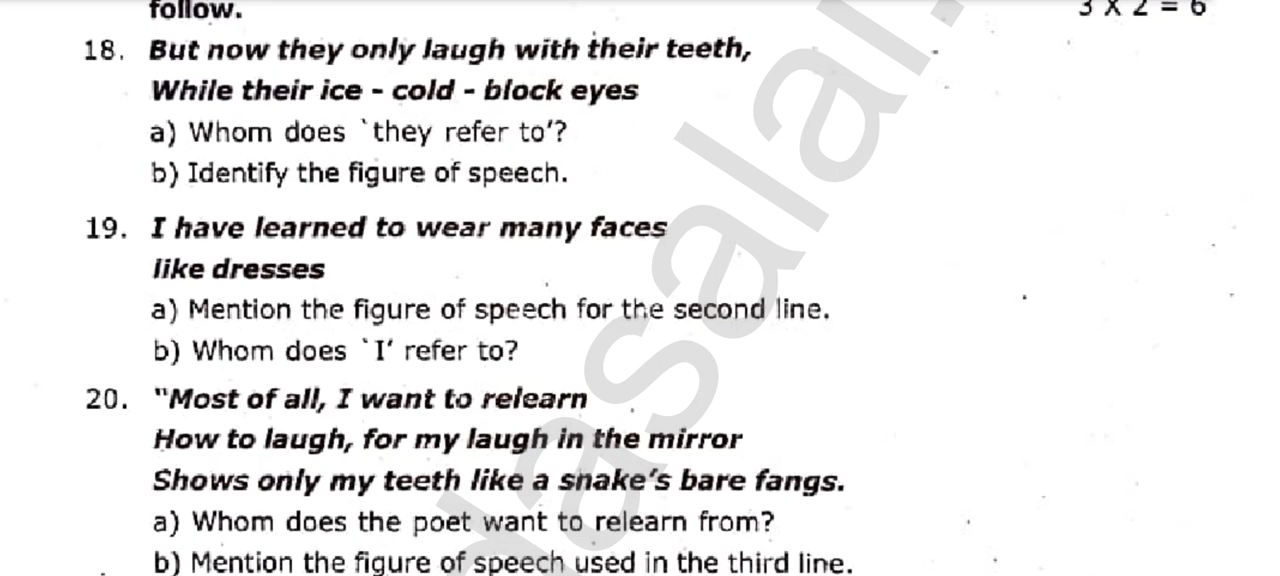 follow.
3 X 2 = 6
18. But now they only laugh with their teeth,
While their ice - cold - block eyes
a) Whom does `they refer to'?
b) Identify the figure of speech.
19. I have learned to wear many faces
like dresses
a) Mention the figure of speech for the second line.
b) Whom does `I' refer to?
20. "Most of all, I want to relearn
How to laugh, for my laugh in the mirror
Shows only my teeth like a snake's bare fangs.
a) Whom does the poet want to relearn from?
b) Mention the figure of speech used in the third line.
dasalai.